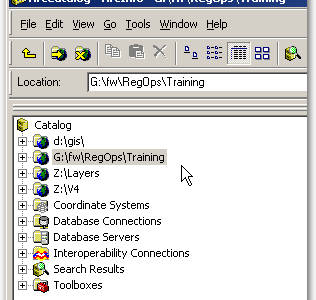 ArcCatalog - ArcInfo - G:\fw\RegOps\Training
File Edit View Go Tools Window Help
Location: G:\fw\RegOps\Training
Catalog
d:\gis\
G:\fw\RegOps\Training
Z:\Layers
Z:\V4
Coordinate Systems
Database Connections
Database Servers
Interoperability Connections
Search Results
Toolboxes